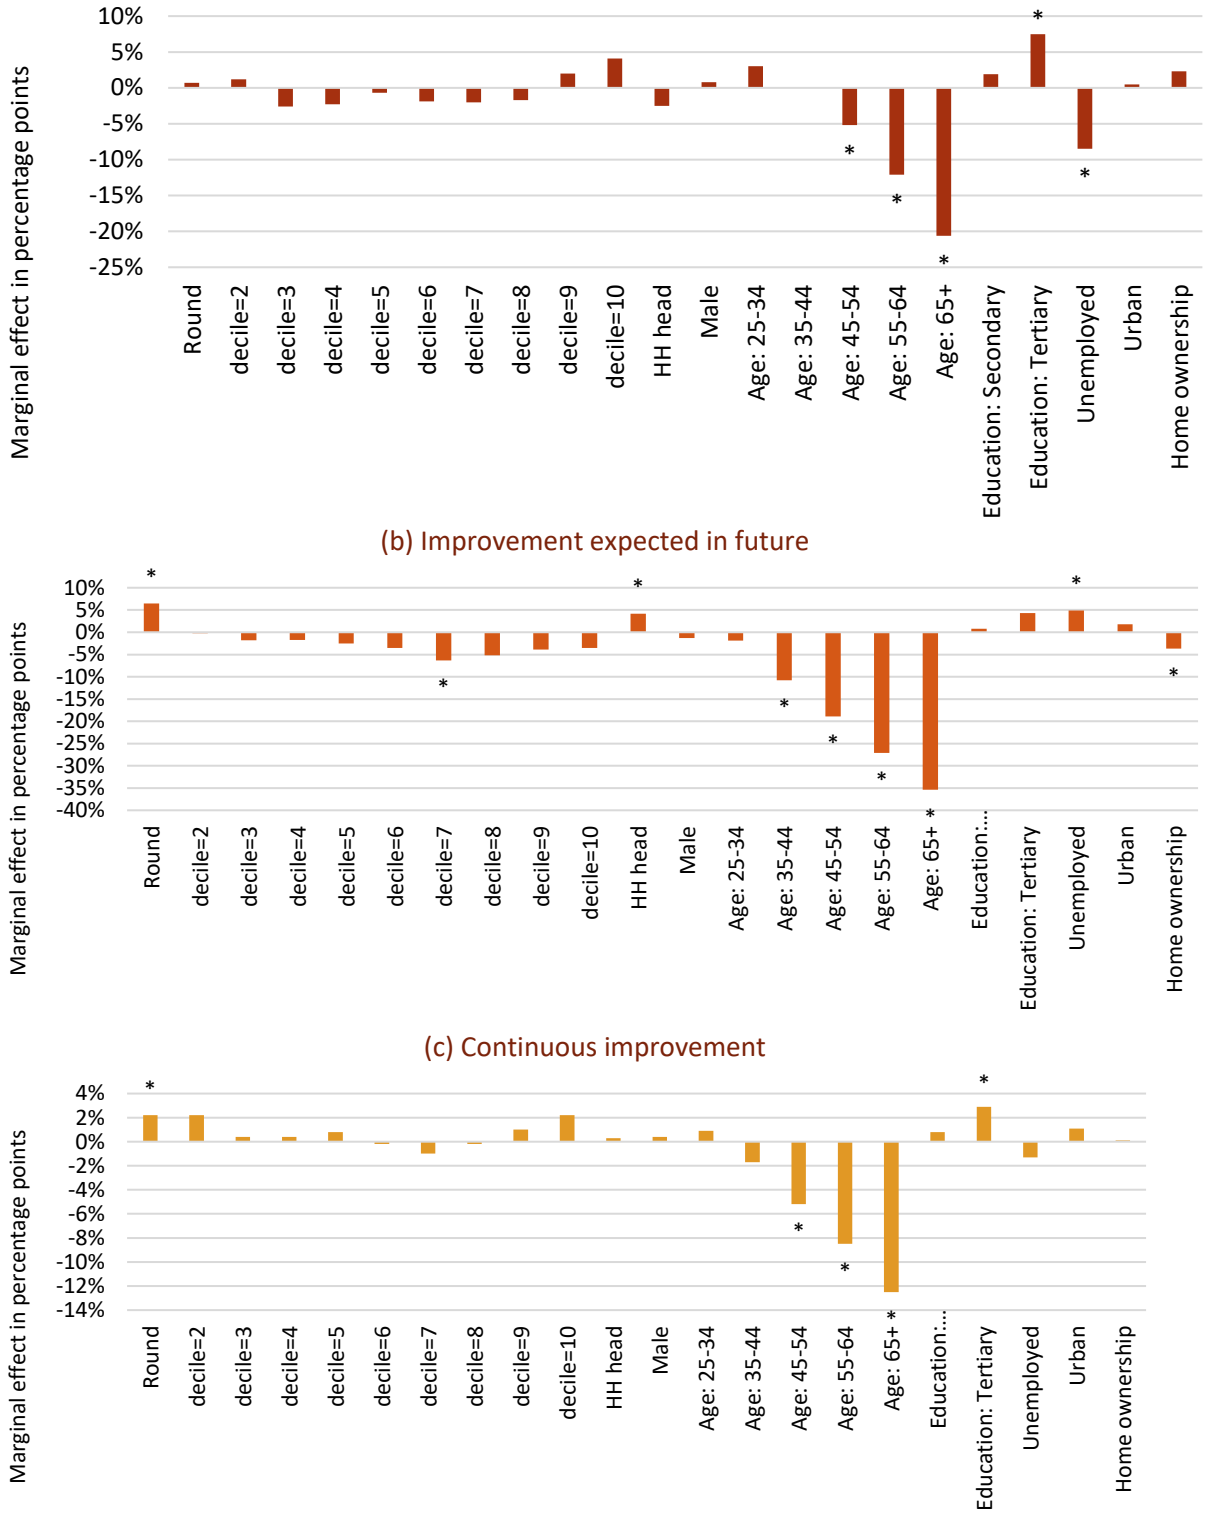 Marginal effect in percentage points
10%
5%
0%
-5%
-10%
-15%
-20%
-25%
*
*
*
*
*
Round
decile=2
decile=3
decile=4
decile=5
decile=6
decile=7
decile=8
decile=9
decile=10
HH head
Male
Age: 25-34
Age: 35-44
Age: 45-54
Age: 55-64
Age: 65+
Education: Secondary
Education: Tertiary
Unemployed
Urban
Home ownership
(b) Improvement expected in future
Marginal effect in percentage points
10%
5%
0%
-5%
-10%
-15%
-20%
-25%
-30%
-35%
-40%
*
*
*
*
*
*
*
*
*
Round
decile=2
decile=3
decile=4
decile=5
decile=6
decile=7
decile=8
decile=9
decile=10
HH head
Male
Age: 25-34
Age: 35-44
Age: 45-54
Age: 55-64
Age: 65+
Education:...
Education: Tertiary
Unemployed
Urban
Home ownership
(c) Continuous improvement
Marginal effect in percentage points
4%
2%
0%
-2%
-4%
-6%
-8%
-10%
-12%
-14%
*
*
*
*
*
Round
decile=2
decile=3
decile=4
decile=5
decile=6
decile=7
decile=8
decile=9
decile=10
HH head
Male
Age: 25-34
Age: 35-44
Age: 45-54
Age: 55-64
Age: 65+
Education:...
Education: Tertiary
Unemployed
Urban
Home ownership